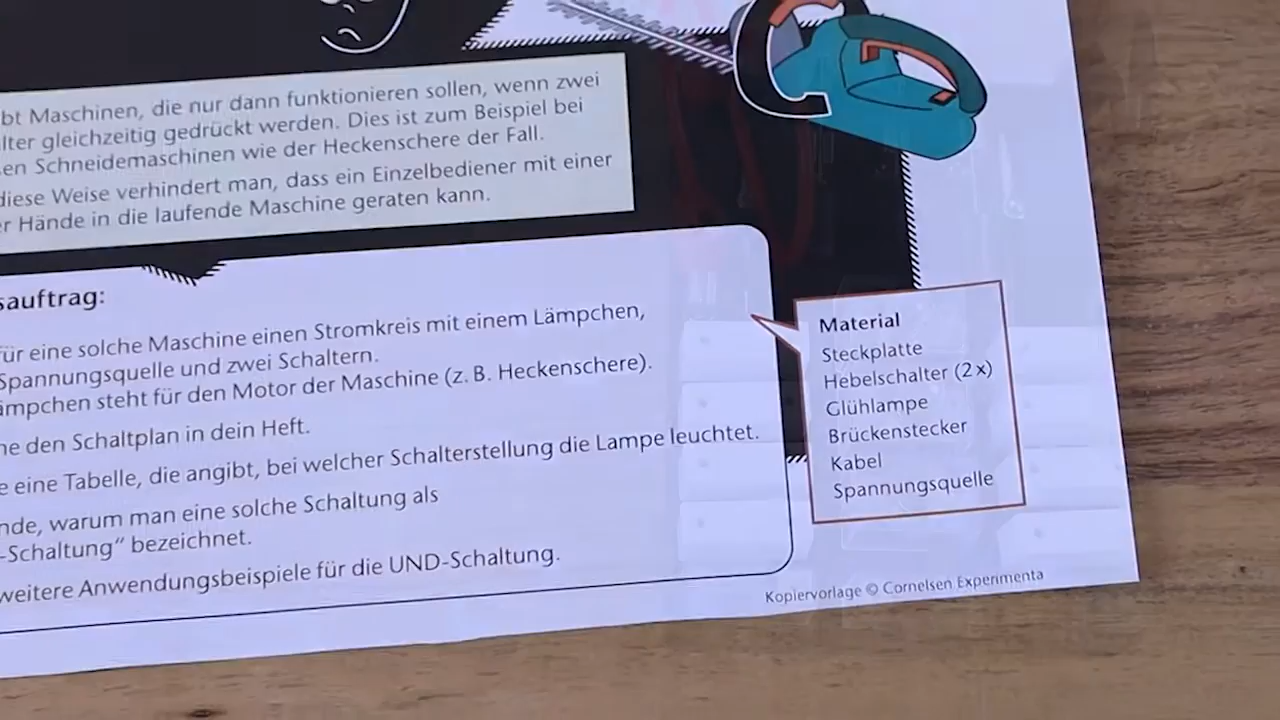 bt Maschinen, die nur dann funktionieren sollen, wenn zwei
lter gleichzeitig gedrückt werden. Dies ist zum Beispiel bei
en Schneidemaschinen wie der Heckenschere der Fall.
diese Weise verhindert man, dass ein Einzelbediener mit einer
r Hände in die laufende Maschine geraten kann.
sauftrag:
für eine solche Maschine einen Stromkreis mit einem Lämpchen,
Spannungsquelle und zwei Schaltern.
ämpchen steht für den Motor der Maschine (z. B. Heckenschere).
ne den Schaltplan in dein Heft.
e eine Tabelle, die angibt, bei welcher Schalterstellung die Lampe leuchtet.
nde, warum man eine solche Schaltung als
-Schaltung“ bezeichnet.
weitere Anwendungsbeispiele für die UND-Schaltung.
Material
Steckplatte
Hebelschalter (2x)
Glühlampe
Brückenstecker
Kabel
Spannungsquelle
Kopiervorlage © Cornelsen Experimenta